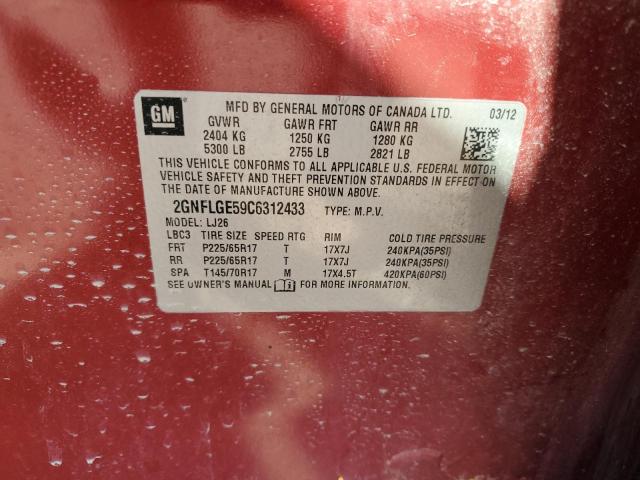 GM
MFD BY GENERAL MOTORS OF CANADA LTD. 03/12
GVWR GAWR FRT GAWR RR
2404 KG 1250 KG 1280 KG
5300 LB 2755 LB 2821 LB
THIS VEHICLE CONFORMS TO ALL APPLICABLE U.S. FEDERAL MOTOR
VEHICLE SAFETY AND THEFT PREVENTION STANDARDS IN EFFECT ON
THE DATE OF MANUFACTURE SHOWN ABOVE.
2GNFLGE59C6312433 TYPE: M.P.V.
MODEL: LJ26
LBC3 TIRE SIZE SPEED RTG RIM COLD TIRE PRESSURE
FRT P225/65R17 T 17X7J 240KPA(35PSI)
RR P225/65R17 T 17X7J 240KPA(35PSI)
SPA T145/70R17 M 17X4.5T 420KPA(60PSI)
SEE OWNER'S MANUAL FOR MORE INFORMATION.